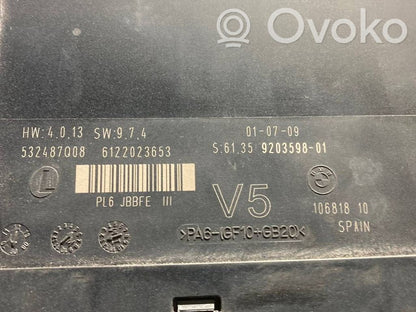 Ovoko
HW:4.0.13 SW:9.7.4 01-07-09
532487Q08 6122023653 S:61.35 9203598-01
L
PL6 JBBFE III V5 106818 10
>PA6-(GF10+GB20)< SPAIN